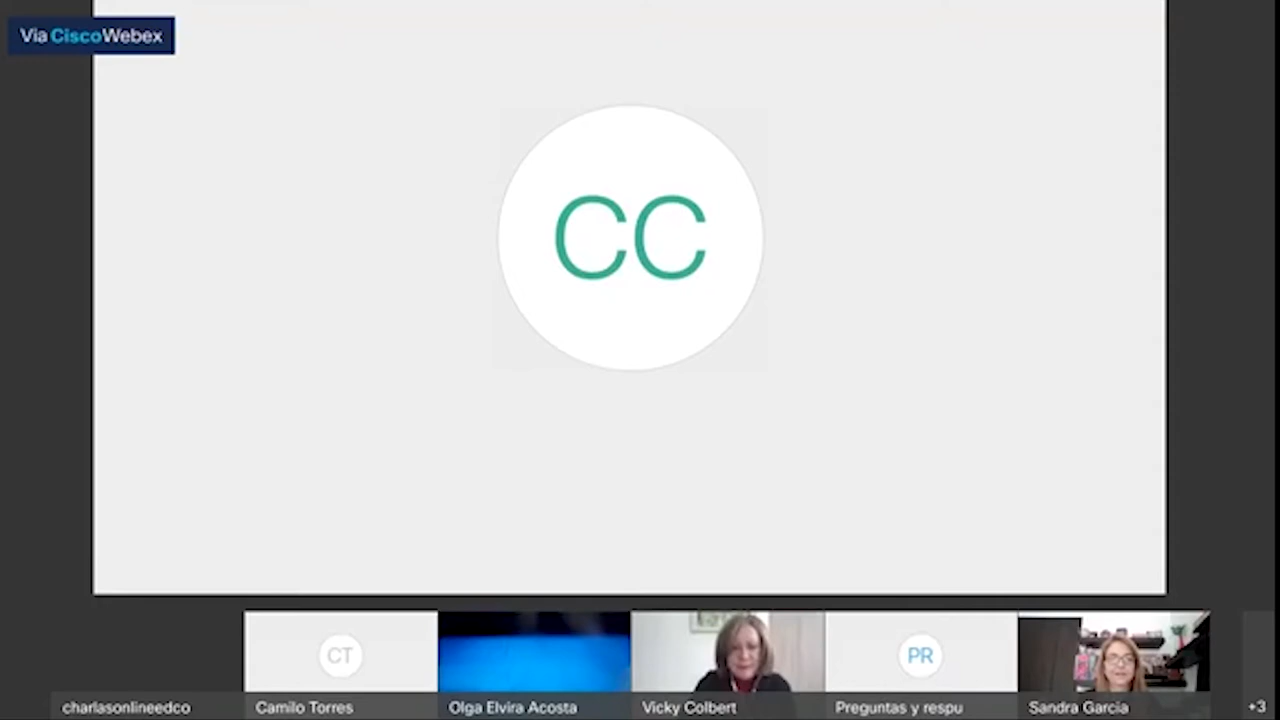 Via CiscoWebex
CC
CT
PR
charlasonlineedco
Camilo Torres
Olga Elvira Acosta
Vicky Colbert
Preguntas y respu
Sandra Garcia
+3